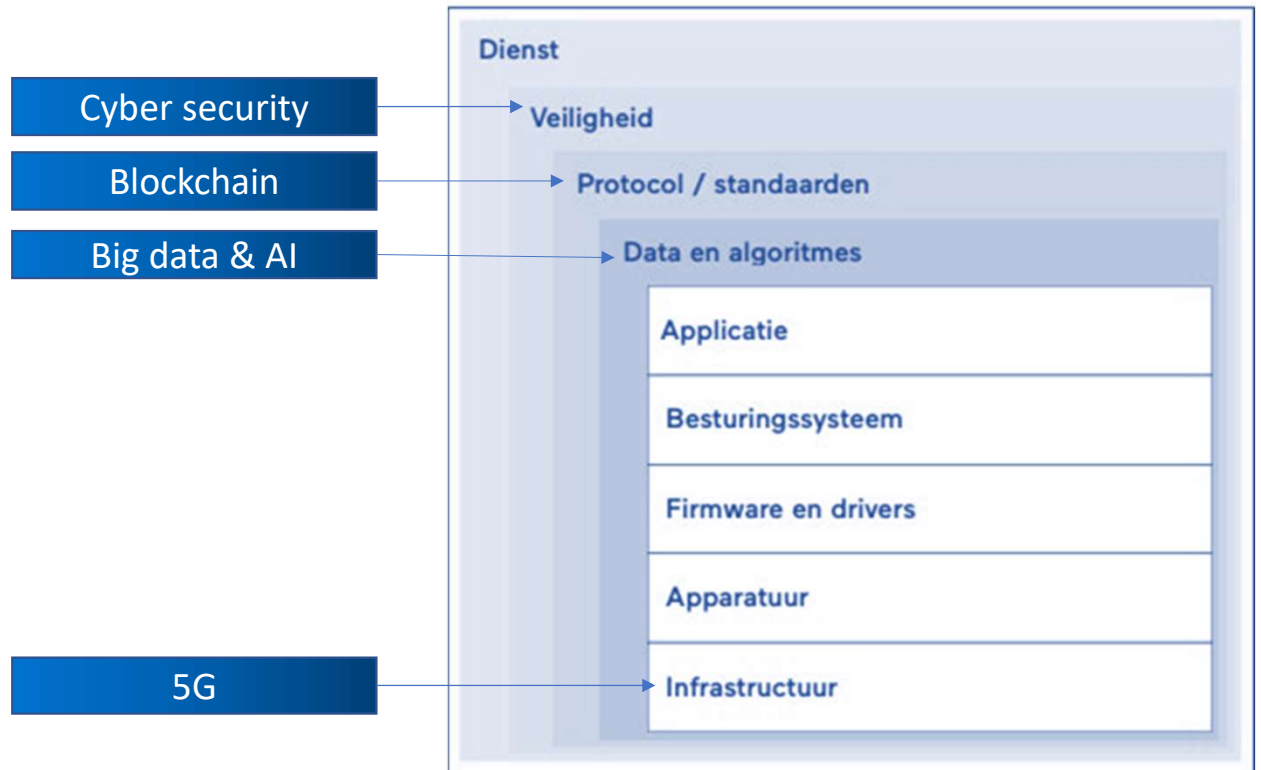 Dienst
Cyber security
Veiligheid
Blockchain
Protocol / standaarden
Big data & AI
Data en algoritmes
Applicatie
Besturingssysteem
Firmware en drivers
Apparatuur
5G
Infrastructuur